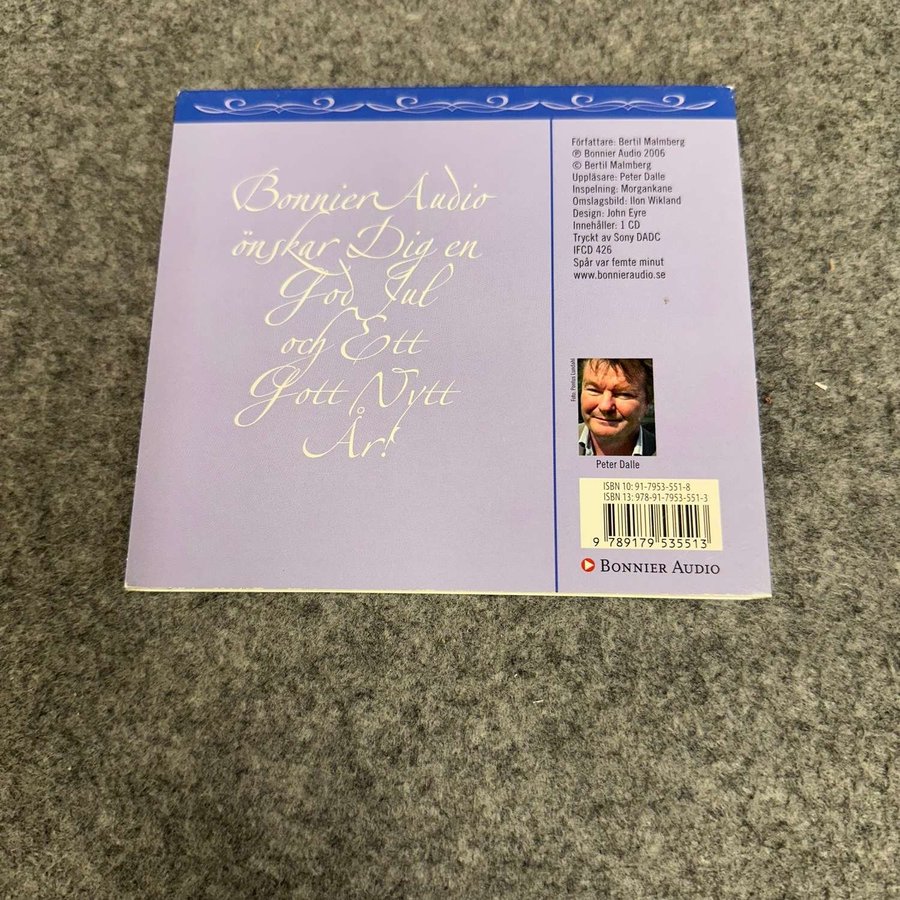 Bonnier Audio
önskar Dig en
God Jul
och Ett
Gott Nytt
År!
Författare: Bertil Malmberg
℗ Bonnier Audio 2006
© Bertil Malmberg
Uppläsare: Peter Dalle
Inspelning: Morgankane
Omslagsbild: Ilon Wikland
Design: John Eyre
Innehåller: 1 CD
Tryckt av Sony DADC
IFCD 426
Spår var femte minut
www.bonnieraudio.se
Foto: Pontus Lundahl
Peter Dalle
ISBN 10: 91-7953-551-8
ISBN 13: 978-91-7953-551-3
9 789179 535513
BONNIER AUDIO